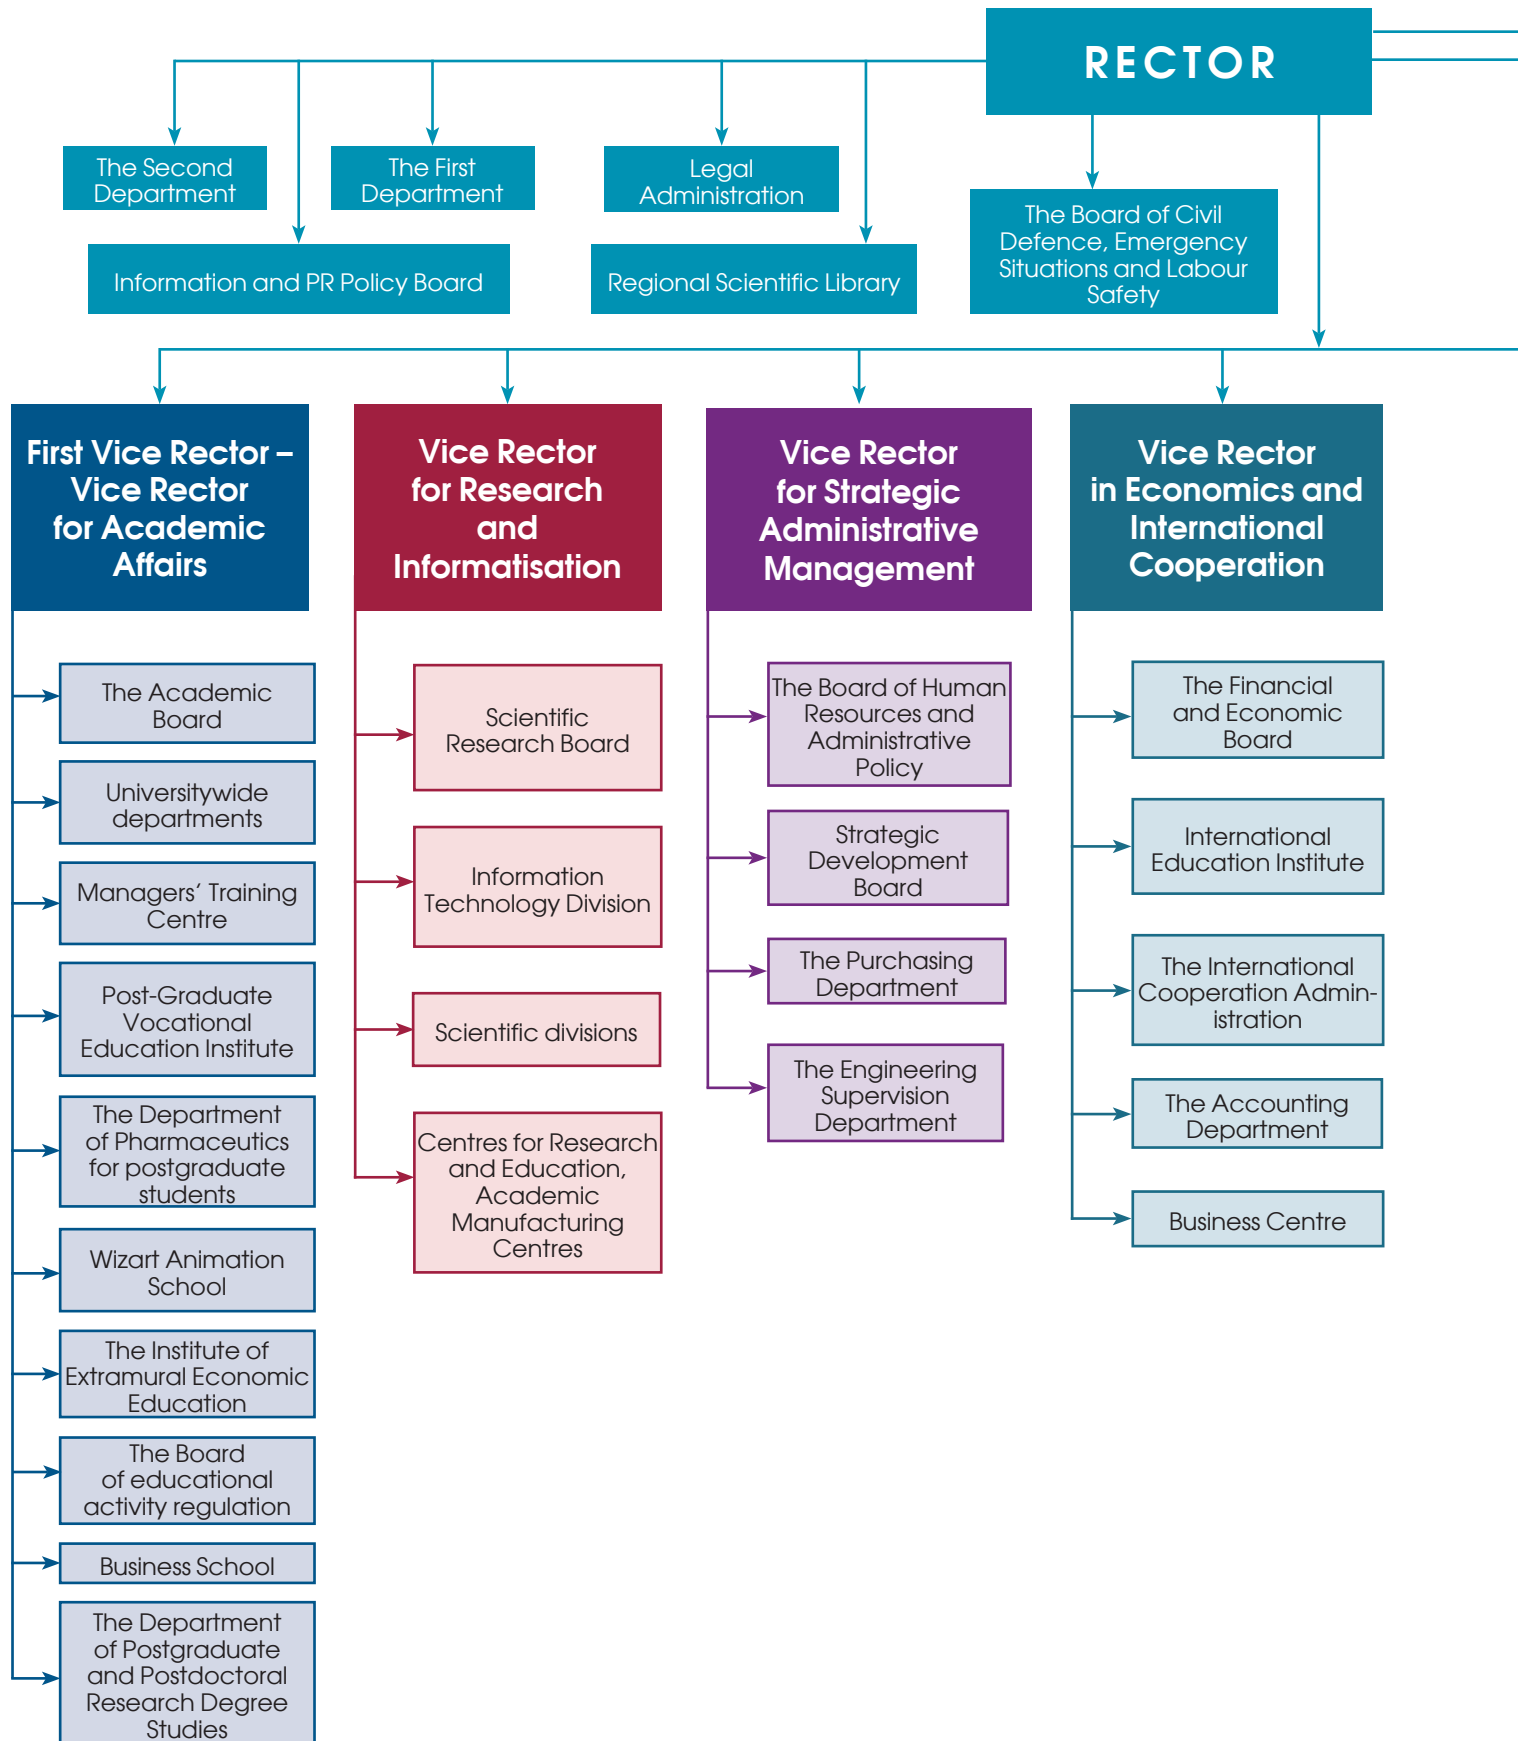 RECTOR
The Second
Department
The First
Department
Legal
Administration
Information and PR Policy Board
Regional Scientific Library
The Board of Civil
Defence, Emergency
Situations and Labour
Safety
First Vice Rector –
Vice Rector
for Academic
Affairs
The Academic
Board
Universitywide
departments
Managers’ Training
Centre
Post-Graduate
Vocational
Education Institute
The Department
of Pharmaceutics
for postgraduate
students
Wizart Animation
School
The Institute of
Extramural Economic
Education
The Board
of educational
activity regulation
Business School
The Department
of Postgraduate
and Postdoctoral
Research Degree
Studies
Vice Rector
for Research
and
Informatisation
Scientific
Research Board
Information
Technology Division
Scientific divisions
Centres for Research
and Education,
Academic
Manufacturing
Centres
Vice Rector
for Strategic
Administrative
Management
The Board of Human
Resources and
Administrative
Policy
Strategic
Development
Board
The Purchasing
Department
The Engineering
Supervision
Department
Vice Rector
in Economics and
International
Cooperation
The Financial
and Economic
Board
International
Education Institute
The International
Cooperation Admin-
istration
The Accounting
Department
Business Centre